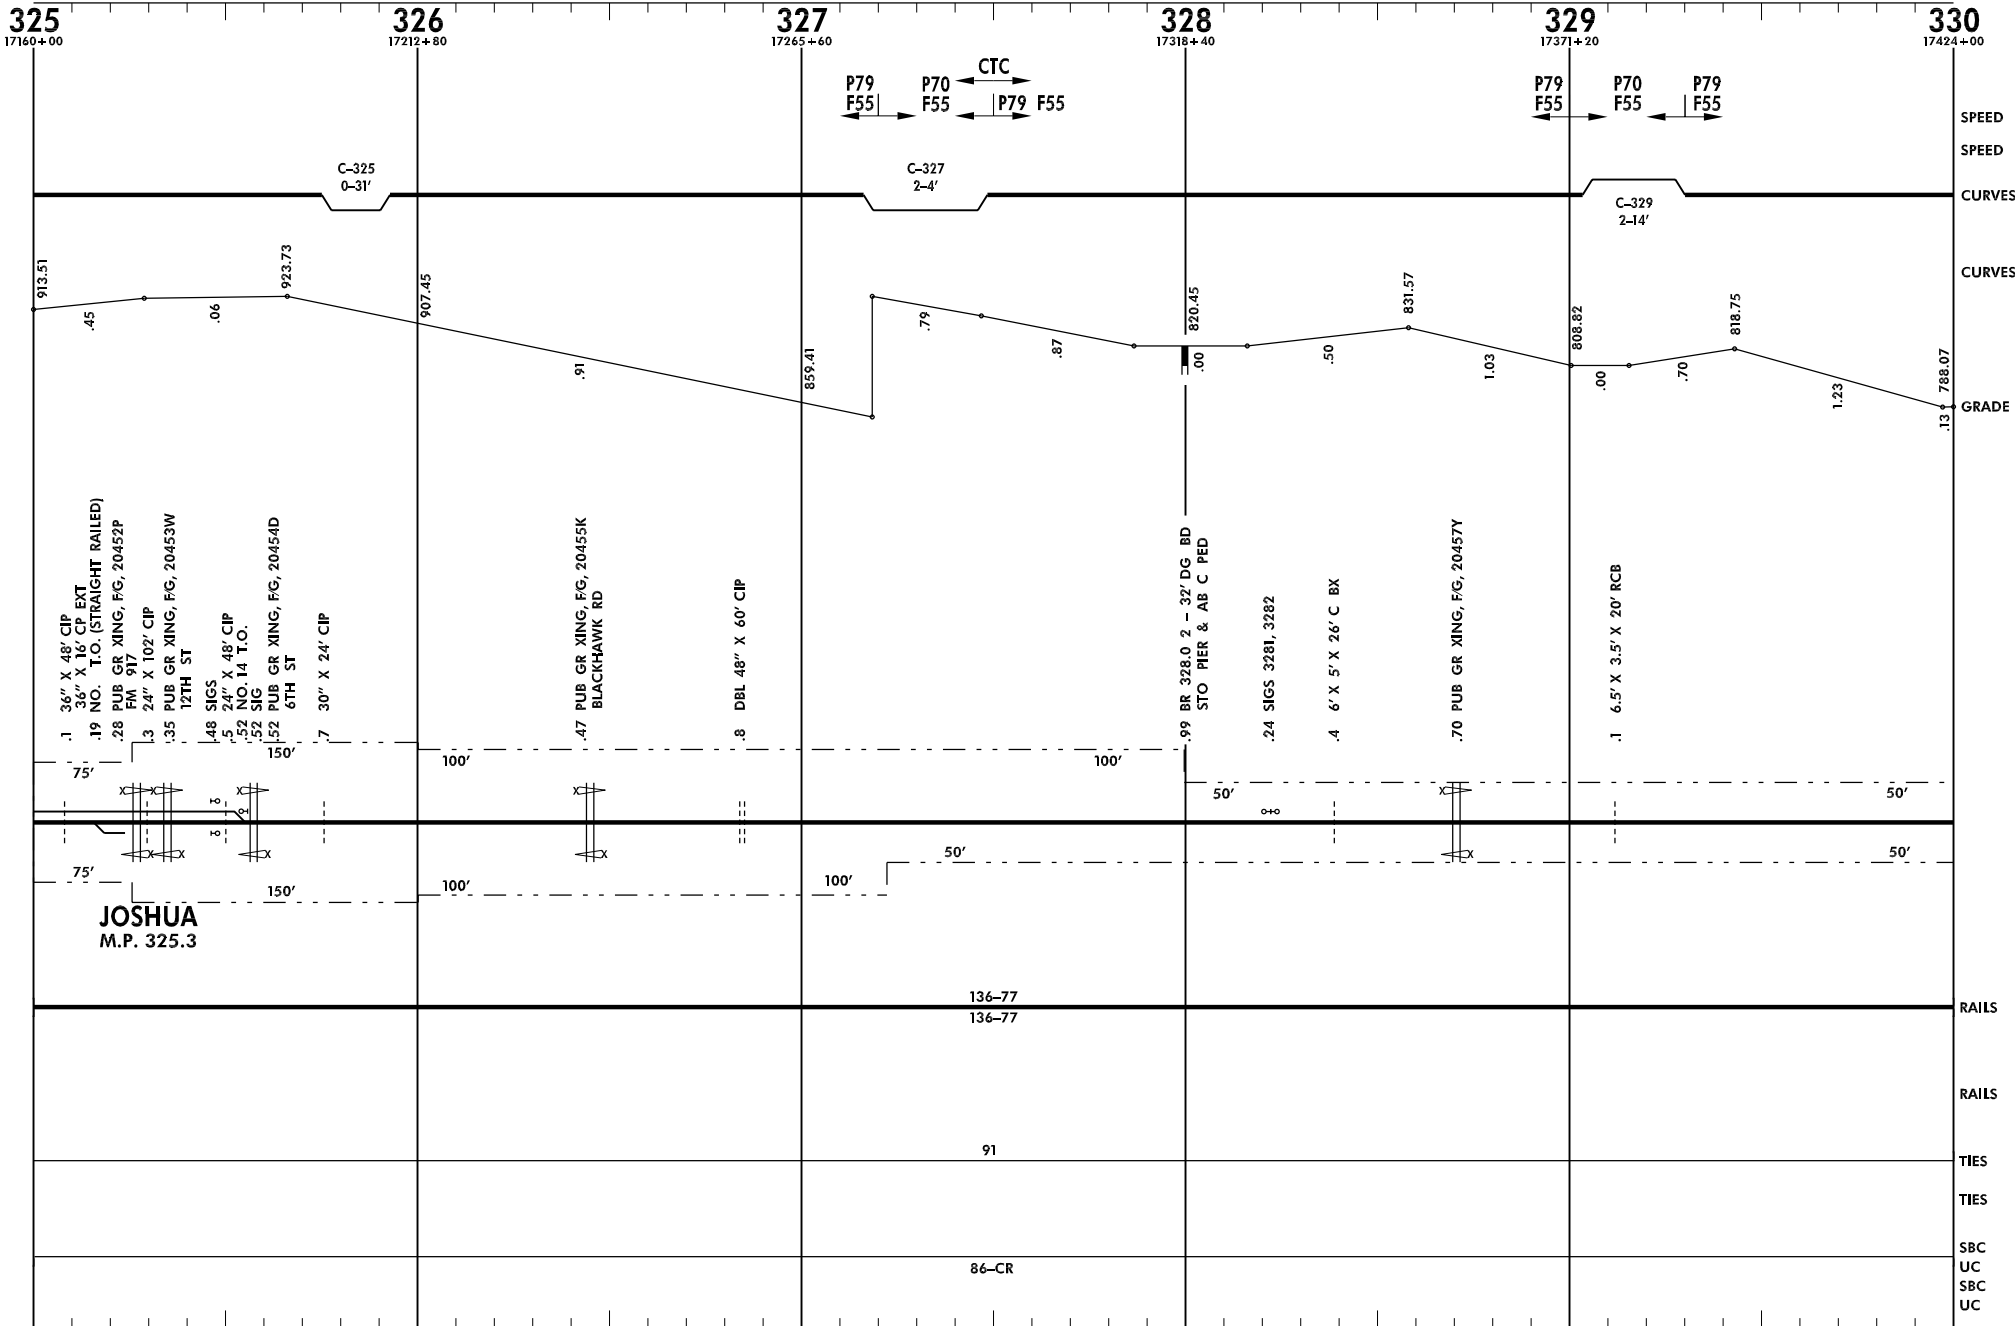 325 326 327 328 329 330
17160+00 17212+80 17265+60 17318+40 17371+20 17424+00
CTC
P79 P70 P79 P70 P79
F55 F55 P79 F55 F55 F55 F55
SPEED
SPEED
C–325
0–31′
C–327
2–4′
CURVES
C–329
2–14′
CURVES
913.51
923.73
907.45
859.41
820.45
831.57
808.82
818.75
788.07
.45
.06
.91
.79
.87
.00
.50
1.03
.00
.70
1.23
.13
GRADE
.1 36″ X 48′ CIP
36″ X 16′ CP EXT
.19 NO. T.O. (STRAIGHT RAILED)
.28 PUB GR XING, F/G, 20452P
FM 917
.3 24″ X 102′ CIP
.35 PUB GR XING, F/G, 20453W
12TH ST
.48 SIGS
.5 24″ X 48′ CIP
.52 NO. 14 T.O.
.52 SIG
.52 PUB GR XING, F/G, 20454D
6TH ST
.7 30″ X 24′ CIP
.47 PUB GR XING, F/G, 20455K
BLACKHAWK RD
.8 DBL 48″ X 60′ CIP
.99 BR 328.0 2 – 32′ DG BD
STO PIER & AB C PED
.24 SIGS 3281, 3282
.4 6′ X 5′ X 26′ C BX
.70 PUB GR XING, F/G, 20457Y
.1 6.5′ X 3.5′ X 20′ RCB
75′ 150′ 100′ 100′ 50′ 50′
X X X X X
X X X X X
75′ 150′ 100′ 100′ 50′ 50′
JOSHUA
M.P. 325.3
136–77
RAILS
136–77
RAILS
91
TIES
TIES
SBC
86–CR
UC
SBC
UC